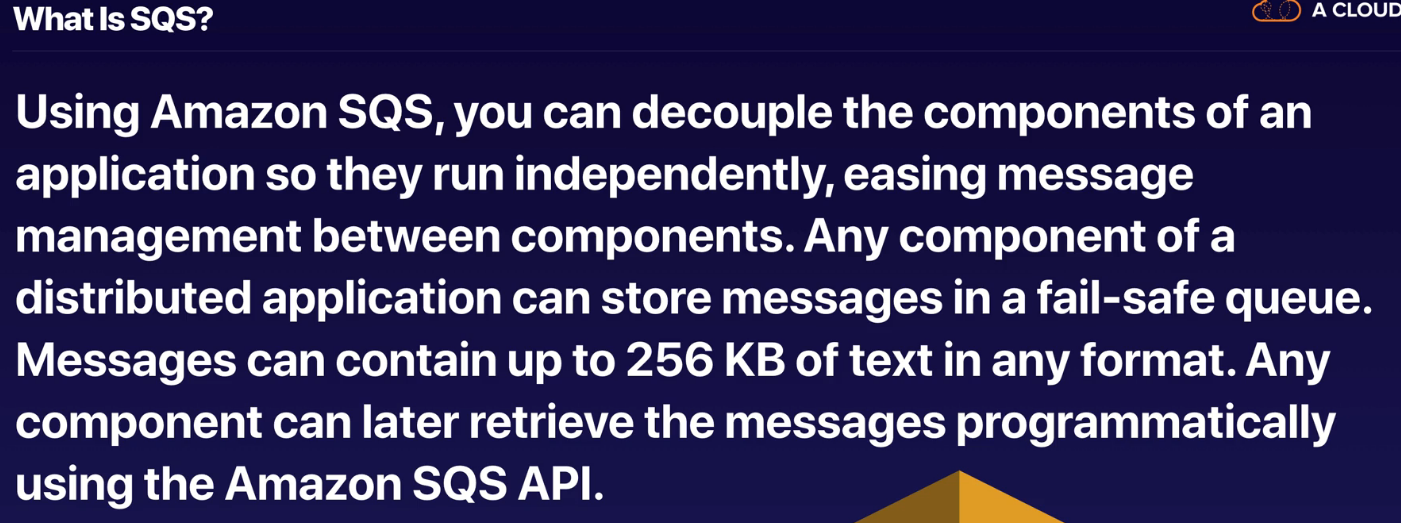 What Is SQS?
A CLOUD
Using Amazon SQS, you can decouple the components of an
application so they run independently, easing message
management between components. Any component of a
distributed application can store messages in a fail-safe queue.
Messages can contain up to 256 KB of text in any format. Any
component can later retrieve the messages programmatically
using the Amazon SQS API.